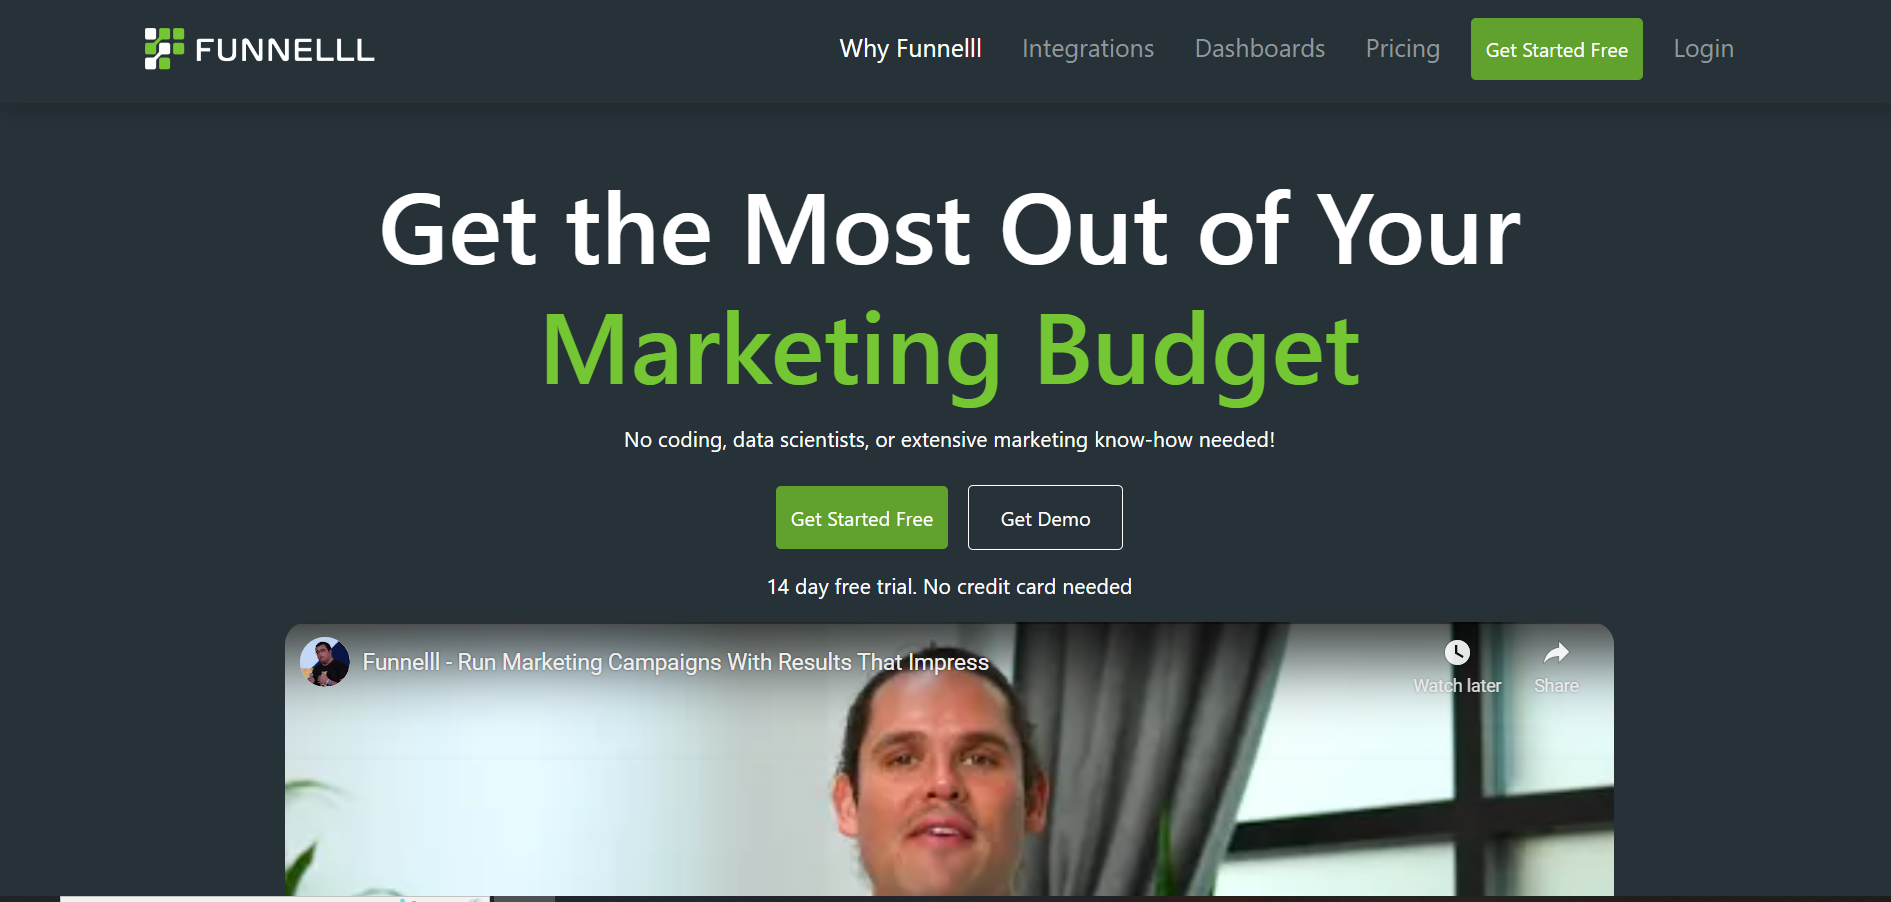 FUNNELLL
Why Funnelll
Integrations
Dashboards
Pricing
Get Started Free
Login
Get the Most Out of Your
Marketing Budget
No coding, data scientists, or extensive marketing know-how needed!
Get Started Free
Get Demo
14 day free trial. No credit card needed
Funnelll - Run Marketing Campaigns With Results That Impress
Watch later
Share